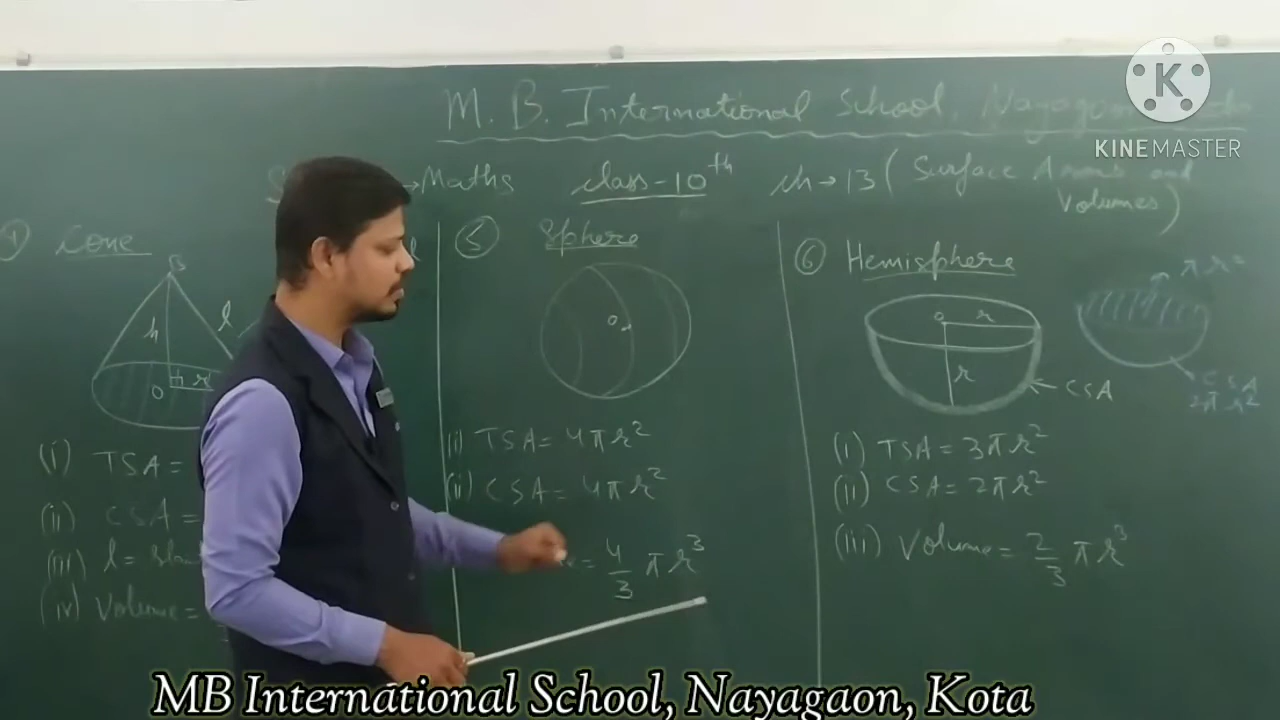 M. B. International School, Nayagaon
KINEMASTER
Maths class-10th ch→13 (Surface Areas and
Volumes)
Cone
B
h
l
O
r
(i) TSA =
(ii) CSA =
(iii) l =
(iv) Volume =
(5) Sphere
o
(i) TSA = 4πr²
(ii) CSA = 4πr²
= 4/3 πr³
(6) Hemisphere
o r
r
CSA
πr²
CSA
2πr²
(i) TSA = 3πr²
(ii) CSA = 2πr²
(iii) Volume = 2/3 πr³
MB International School, Nayagaon, Kota